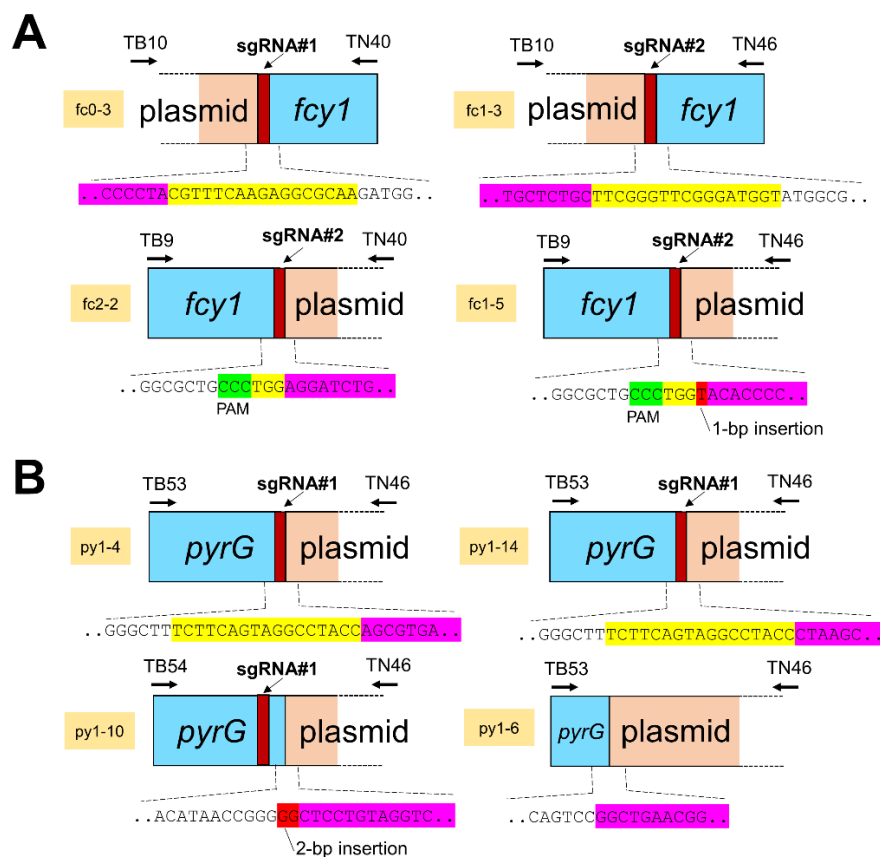 A
TB10 sgRNA#1 TN40
fc0-3 plasmid fcy1
..CCCCTACGTTTCAAGAGGCGCAAGATGG..
TB10 sgRNA#2 TN46
fc1-3 plasmid fcy1
..TGCTCTGCTTCGGGTTCGGGATGGTATGGCG..
TB9 sgRNA#2 TN40
fc2-2 fcy1 plasmid
..GGCGCTGCCCTGGAGGATCTG..
PAM
TB9 sgRNA#2 TN46
fc1-5 fcy1 plasmid
..GGCGCTGCCCTGGTACACCCC..
PAM
1-bp insertion
B
TB53 sgRNA#1 TN46
py1-4 pyrG plasmid
..GGGCTTTCTTCAGTAGGCCTACCAGCGTGA..
TB53 sgRNA#1 TN46
py1-14 pyrG plasmid
..GGGCTTTCTTCAGTAGGCCTACCCTAAGC..
TB54 sgRNA#1 TN46
py1-10 pyrG plasmid
..ACATAACCGGGGGCTCCTGTAGGTC..
2-bp insertion
TB53 TN46
py1-6 pyrG plasmid
..CAGTCCGGCTGAACGG..